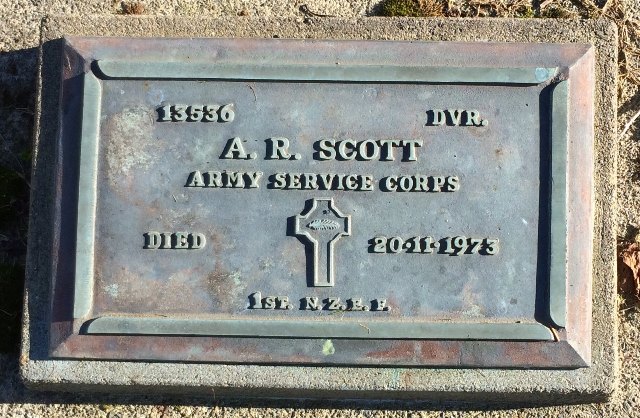 13536 DVR.
A. R. SCOTT
ARMY SERVICE CORPS
DIED 20·11·1973
1ST. N. Z. E. F.